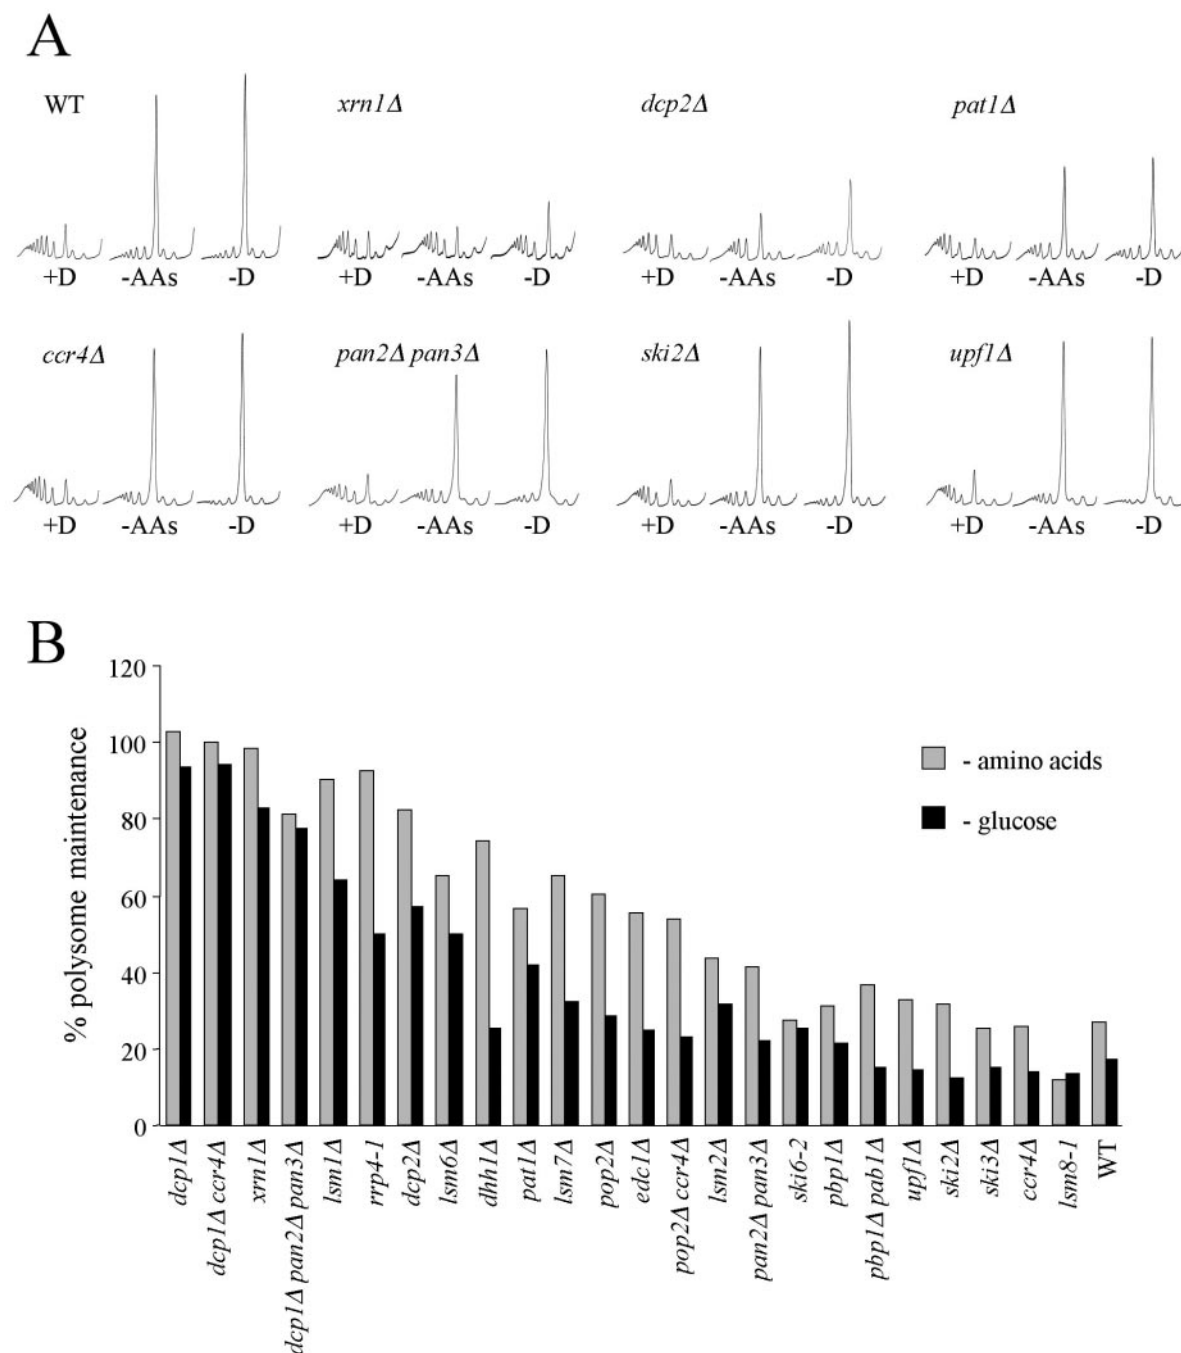 A
WT
xrn1Δ
dcp2Δ
pat1Δ
+D -AAs -D
+D -AAs -D
+D -AAs -D
+D -AAs -D
ccr4Δ
pan2Δ pan3Δ
ski2Δ
upf1Δ
+D -AAs -D
+D -AAs -D
+D -AAs -D
+D -AAs -D
B
120
100
80
60
40
20
0
% polysome maintenance
- amino acids
- glucose
dcp1Δ
dcp1Δ ccr4Δ
xrn1Δ
dcp1Δ pan2Δ pan3Δ
lsm1Δ
rrp4-1
dcp2Δ
lsm6Δ
dhh1Δ
pat1Δ
lsm7Δ
pop2Δ
edc1Δ
pop2Δ ccr4Δ
lsm2Δ
pan2Δ pan3Δ
ski6-2
pbp1Δ
pbp1Δ pab1Δ
upf1Δ
ski2Δ
ski3Δ
ccr4Δ
lsm8-1
WT